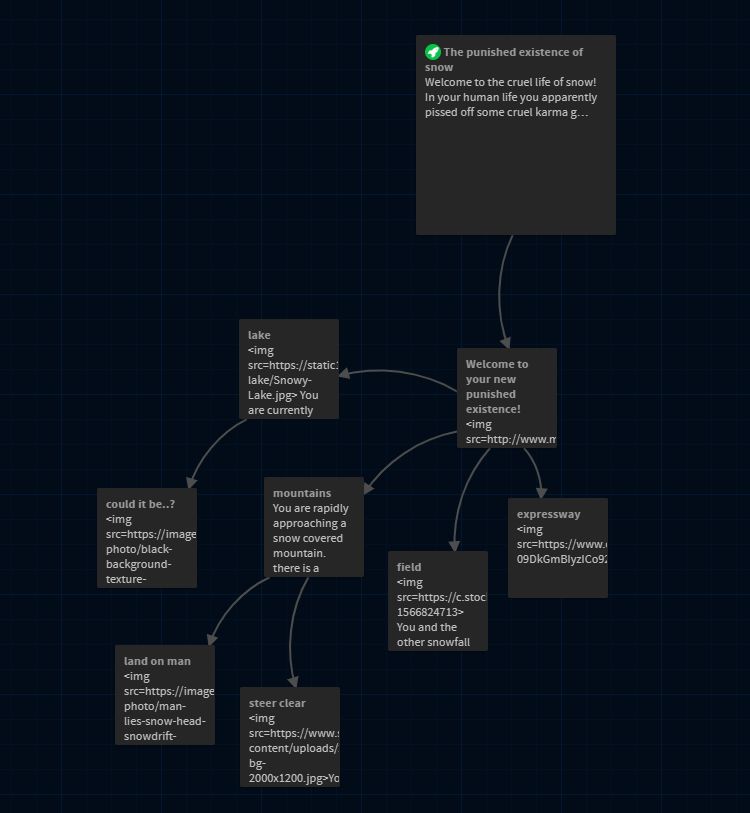 The punished existence of
snow
Welcome to the cruel life of snow!
In your human life you apparently
pissed off some cruel karma g…
lake
<img
src=https://static
lake/Snowy-
Lake.jpg> You
are currently
Welcome to
your new
punished
existence!
<img
src=http://www.m
could it be..?
<img
src=https://image
photo/black-
background-
texture-
mountains
You are rapidly
approaching a
snow covered
mountain.
there is a
expressway
<img
src=https://www.
field
<img
src=https://c.stoc
1566824713>
You and the
other snowfall
land on man
<img
src=https://image
photo/man-
lies-snow-head-
snowdrift-
steer clear
<img
src=https://www.
content/uploads/
bg-
2000x1200.jpg>Yo